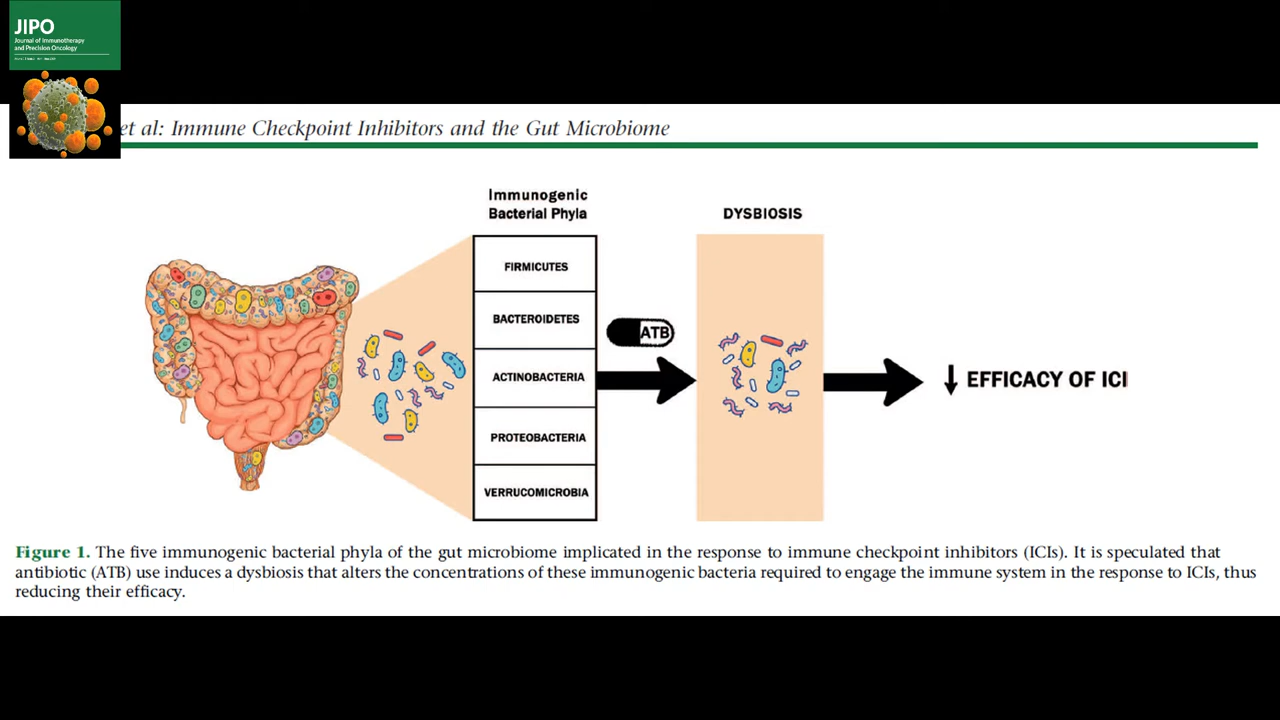 JIPO
Journal of Immunotherapy
and Precision Oncology
et al: Immune Checkpoint Inhibitors and the Gut Microbiome
Immunogenic
Bacterial Phyla
DYSBIOSIS
FIRMICUTES
BACTEROIDETES
ATB
ACTINOBACTERIA
EFFICACY OF ICI
PROTEOBACTERIA
VERRUCOMICROBIA
Figure 1. The five immunogenic bacterial phyla of the gut microbiome implicated in the response to immune checkpoint inhibitors (ICIs). It is speculated that
antibiotic (ATB) use induces a dysbiosis that alters the concentrations of these immunogenic bacteria required to engage the immune system in the response to ICIs, thus
reducing their efficacy.